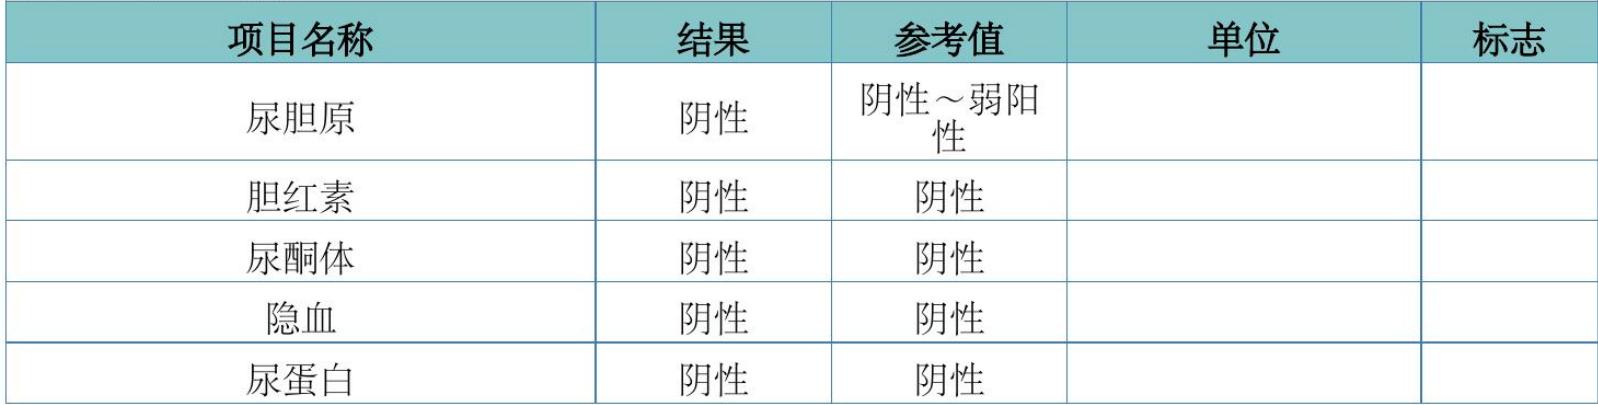 项目名称 结果 参考值 单位 标志
尿胆原 阴性 阴性～弱阳
性
胆红素 阴性 阴性
尿酮体 阴性 阴性
隐血 阴性 阴性
尿蛋白 阴性 阴性